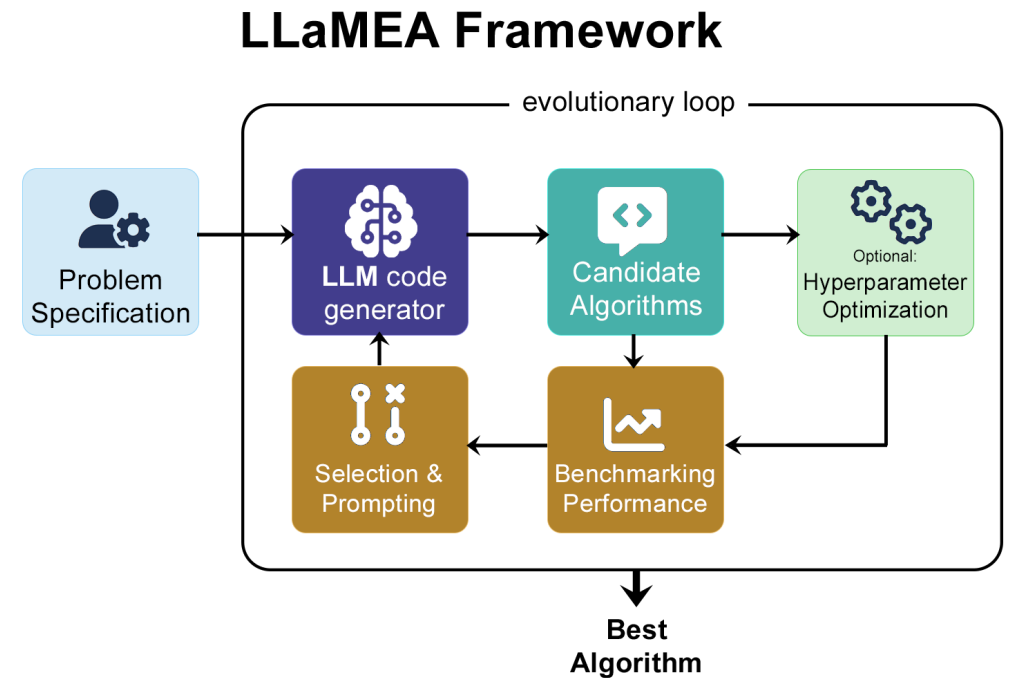 LLaMEA Framework
evolutionary loop
Problem
Specification
LLM code
generator
Candidate
Algorithms
Optional:
Hyperparameter
Optimization
Selection &
Prompting
Benchmarking
Performance
Best
Algorithm